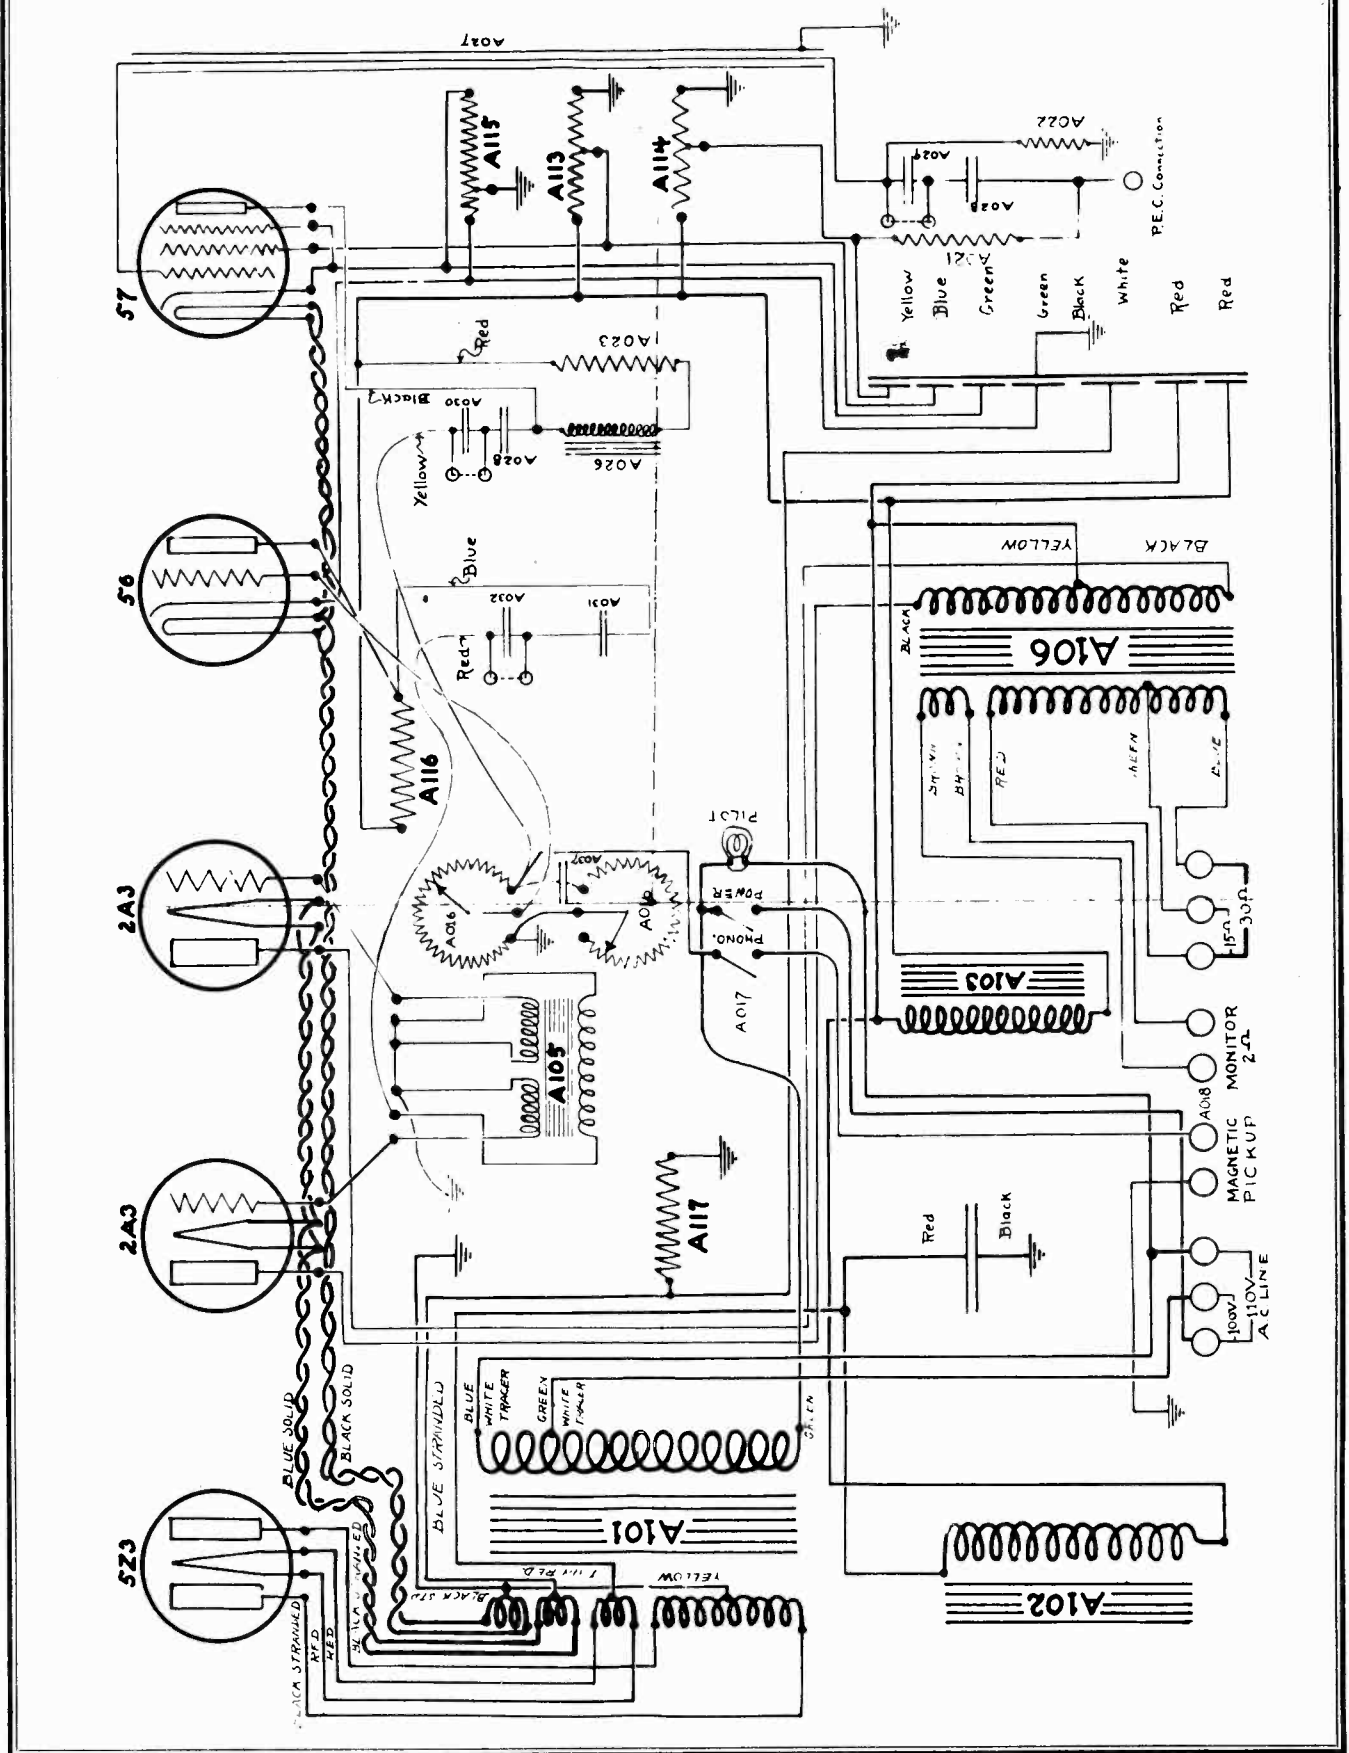 A027
A115
A113
A114
A022
A029
A025
P.E.C. Connection
A021
Yellow
Blue
Green
Green
Black
White
Red
Red
57
Red
A023
Black
A030
A028
Yellow
A026
56
Blue
A032
A031
Red
A116
YELLOW
BLACK
BLACK
A106
RED
2A3
PILOT
A037
A016
POWER
PHONO.
A017
A103
15Ω
30Ω
A105
MONITOR
2Ω
A018
MAGNETIC
PICKUP
2A3
A117
Red
Black
100V
110V
AC LINE
BLUE SOLID
BLACK SOLID
BLUE STRANDED
BLUE
WHITE
TRACER
GREEN
WHITE
TRACER
GREEN
A101
5Z3
BLACK STRANDED
RED
RED
YELLOW
A102